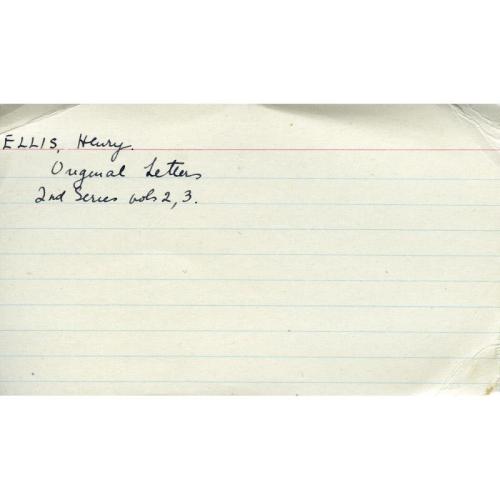 ELLIS, Henry.
Original Letters
2nd Series vols 2, 3.